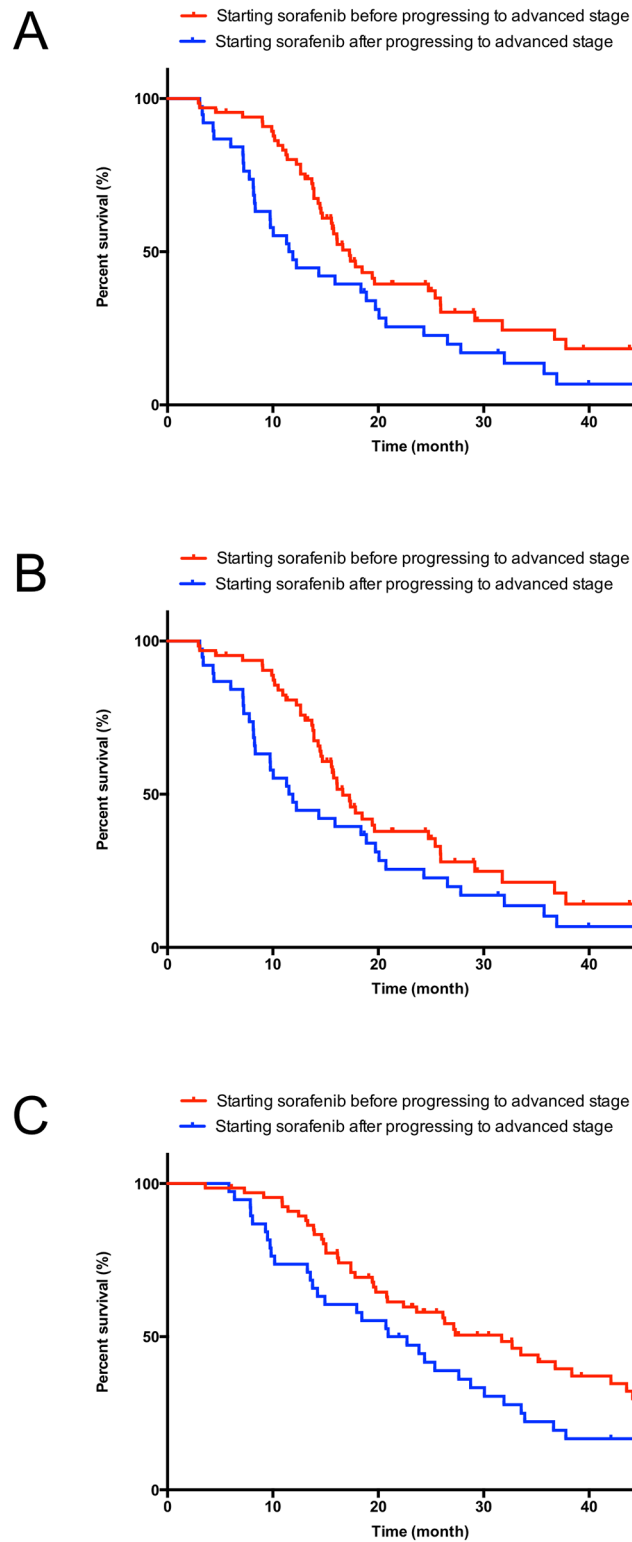 A
Starting sorafenib before progressing to advanced stage
Starting sorafenib after progressing to advanced stage
Percent survival (%)
100
50
0
0 10 20 30 40
Time (month)
B
Starting sorafenib before progressing to advanced stage
Starting sorafenib after progressing to advanced stage
Percent survival (%)
100
50
0
0 10 20 30 40
Time (month)
C
Starting sorafenib before progressing to advanced stage
Starting sorafenib after progressing to advanced stage
Percent survival (%)
100
50
0
0 10 20 30 40
Time (month)